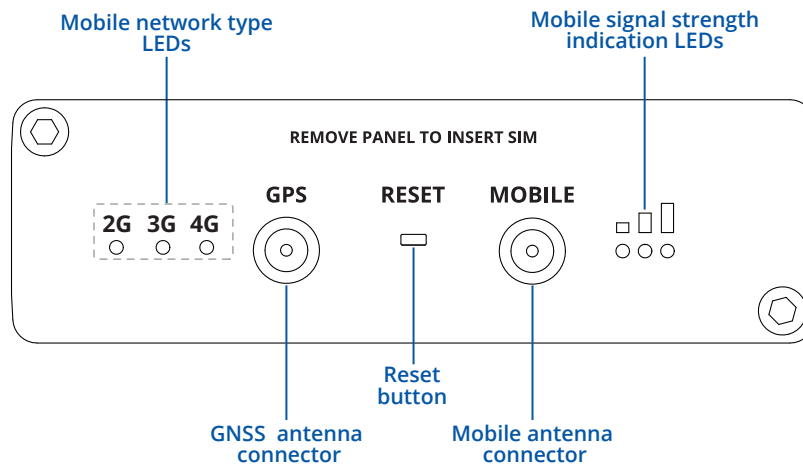 Mobile network type
LEDs
Mobile signal strength
indication LEDs
REMOVE PANEL TO INSERT SIM
GPS RESET MOBILE
2G 3G 4G
Reset
button
GNSS antenna
connector
Mobile antenna
connector